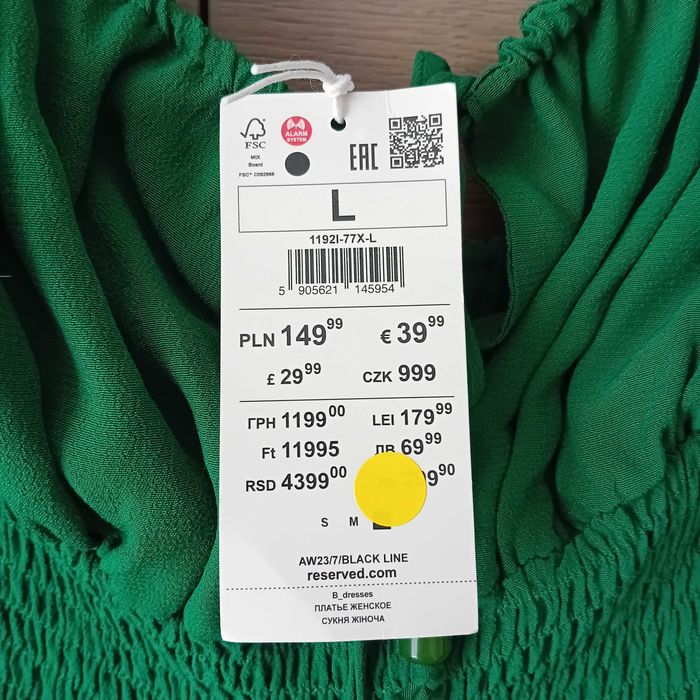 FSC
MIX
Board
FSC® C092888
ALARM
SYSTEM
EAC
L
1192I-77X-L
5 905621 145954
PLN 149⁹⁹ € 39⁹⁹
£ 29⁹⁹ CZK 999
ГРН 1199⁰⁰ LEI 179⁹⁹
Ft 11995 ЛВ 69⁹⁹
RSD 4399⁰⁰
S M
AW23/7/BLACK LINE
reserved.com
B_dresses
ПЛАТЬЕ ЖЕНСКОЕ
СУКНЯ ЖІНОЧА